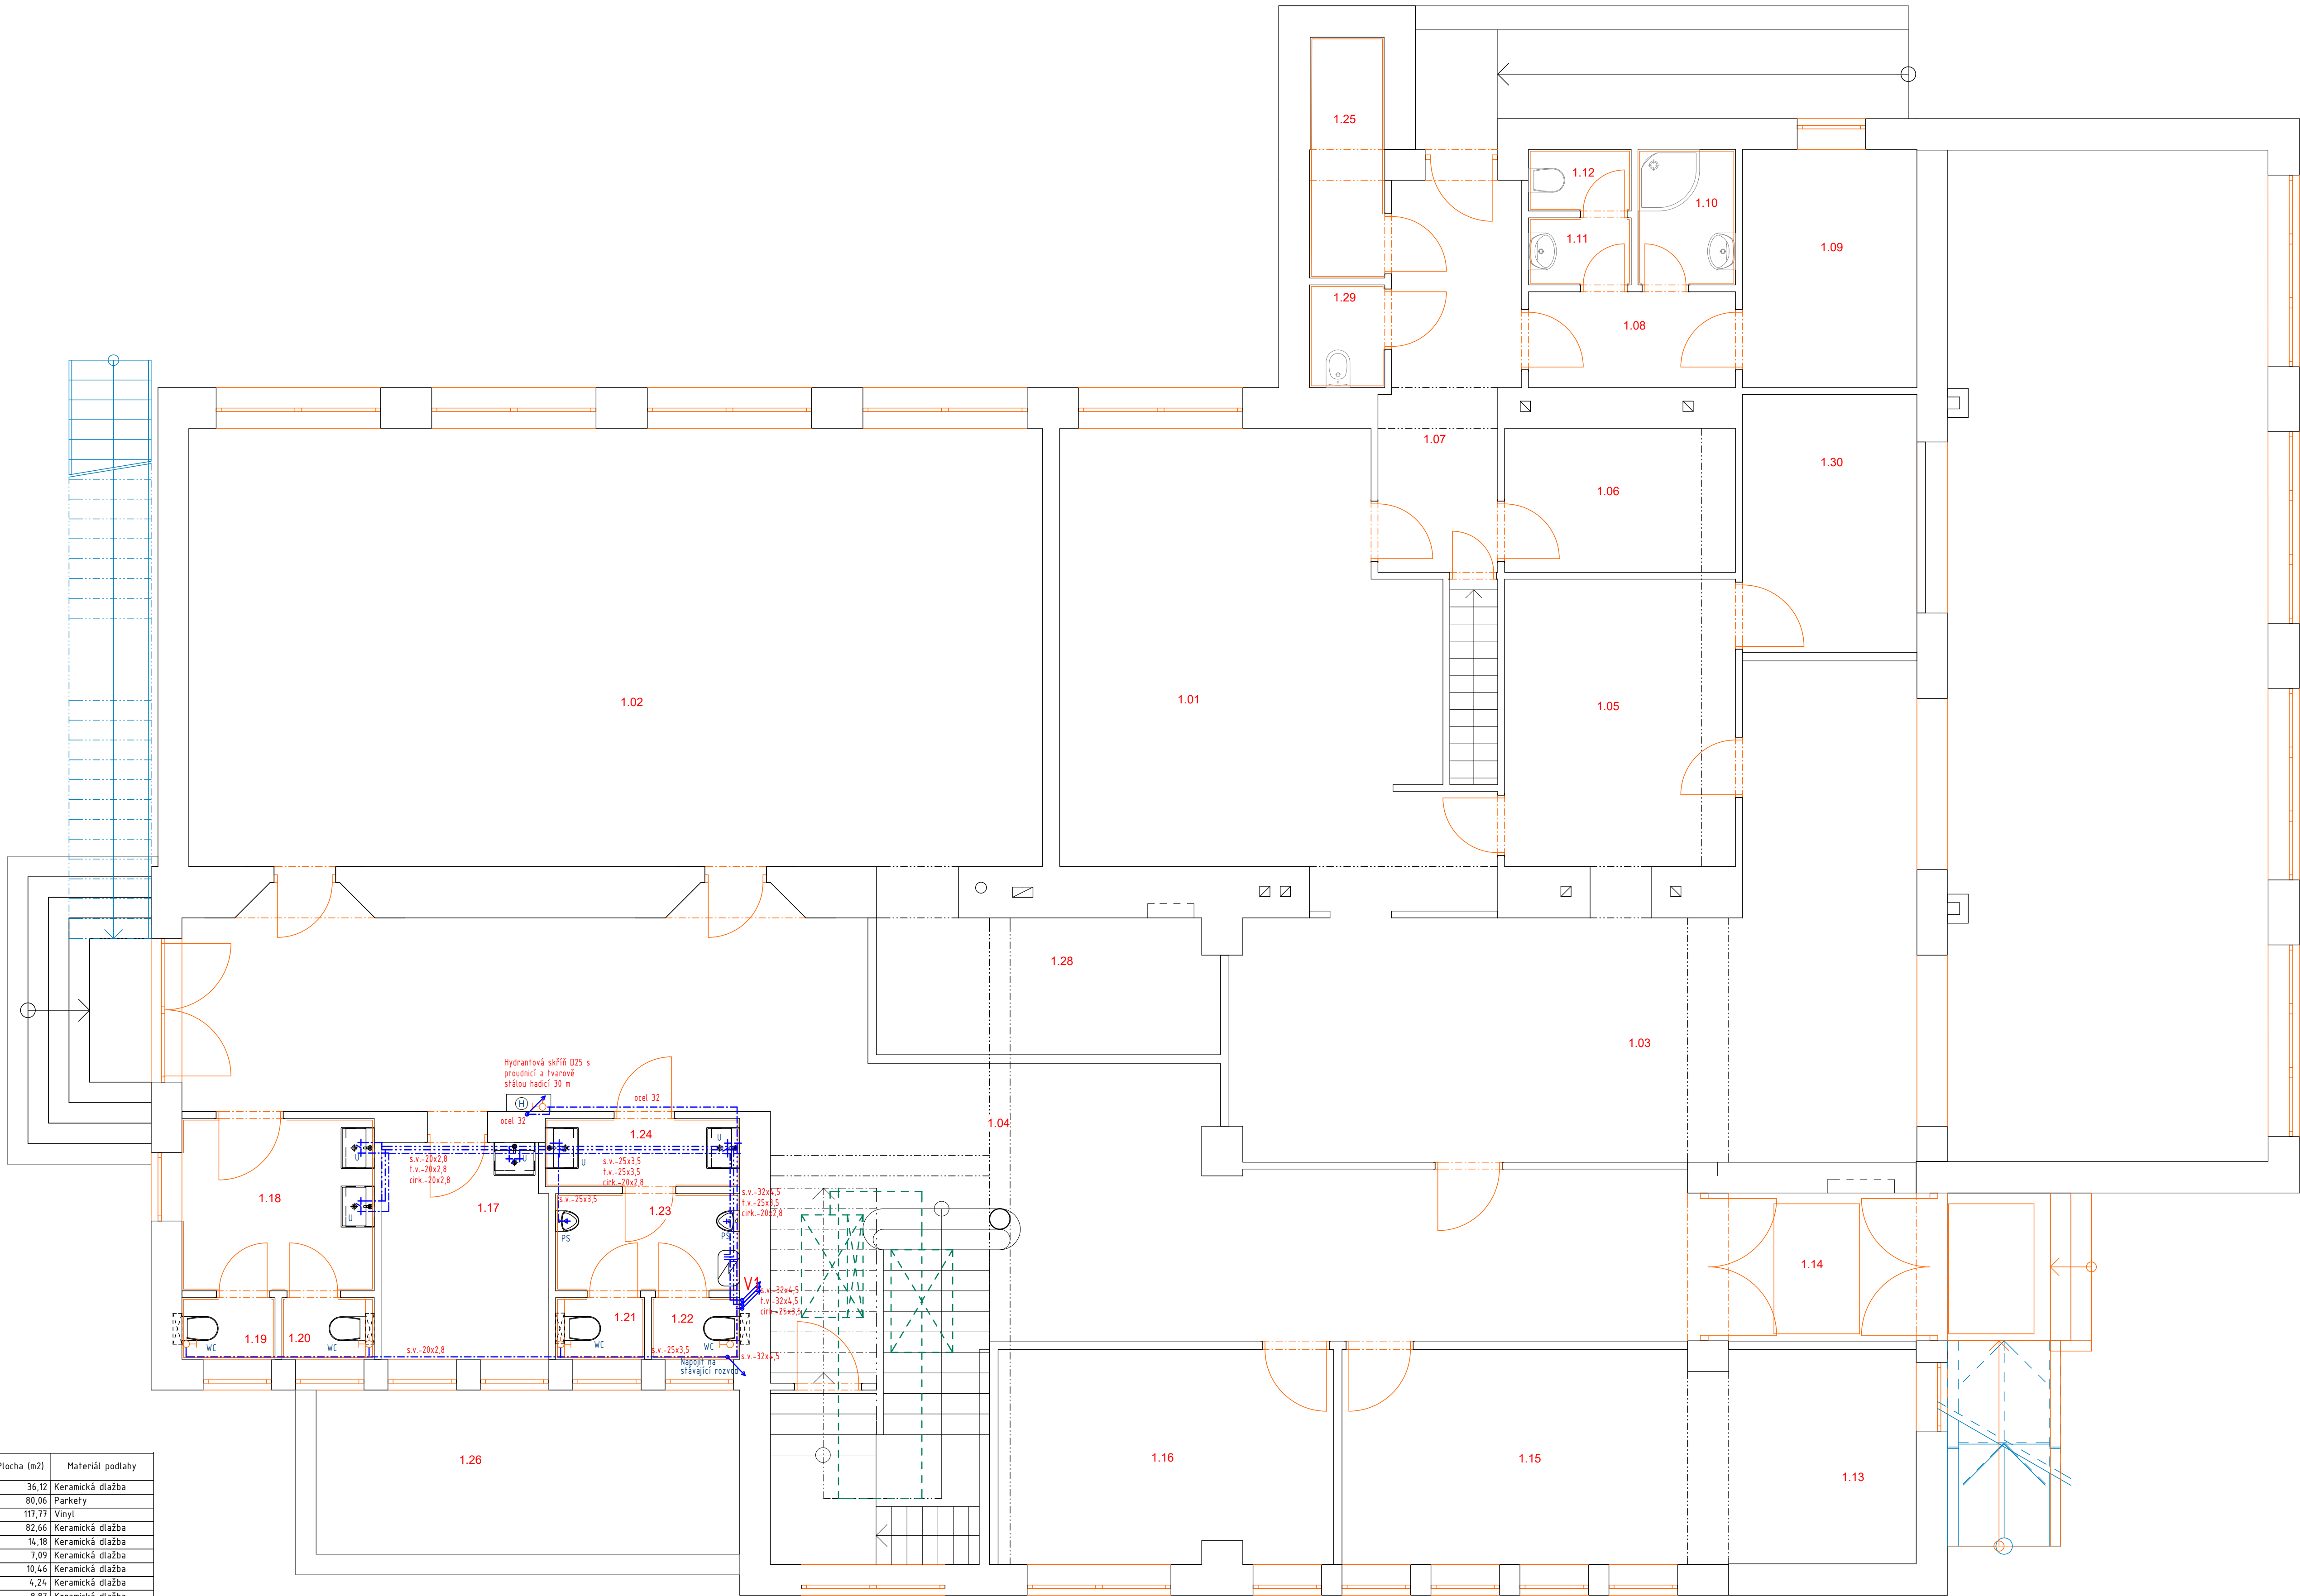 1.25
1.12
1.10
1.11
1.09
1.29
1.08
1.07
1.30
1.06
1.02
1.01
1.05
1.28
1.03
Hydrantová skříň D25 s
proudnicí a tvarově
stálou hadicí 30 m
H
ocel 32
ocel 32
1.04
1.24
U
U
U
U
s.v.-20x2,8
t.v.-20x2,8
cirk.-20x2,8
s.v.-25x3,5
t.v.-25x3,5
cirk.-20x2,8
1.18
1.17
s.v.-25x3,5
1.23
s.v.-32x4,5
t.v.-25x3,5
cirk.-20x2,8
U
PS
PS
1.14
V1
s.v.-32x4,5
t.v.-32x4,5
cirk.-25x3,5
1.19
1.20
1.21
1.22
WC
WC
WC
WC
s.v.-20x2,8
s.v.-25x3,5
s.v.-32x4,5
Napojit na
stávající rozvod
1.26
1.16
1.15
1.13
Plocha (m2) Materiál podlahy
36,12 Keramická dlažba
80,06 Parkety
117,77 Vinyl
82,66 Keramická dlažba
14,18 Keramická dlažba
7,09 Keramická dlažba
10,46 Keramická dlažba
4,24 Keramická dlažba
8,87 Keramická dlažba